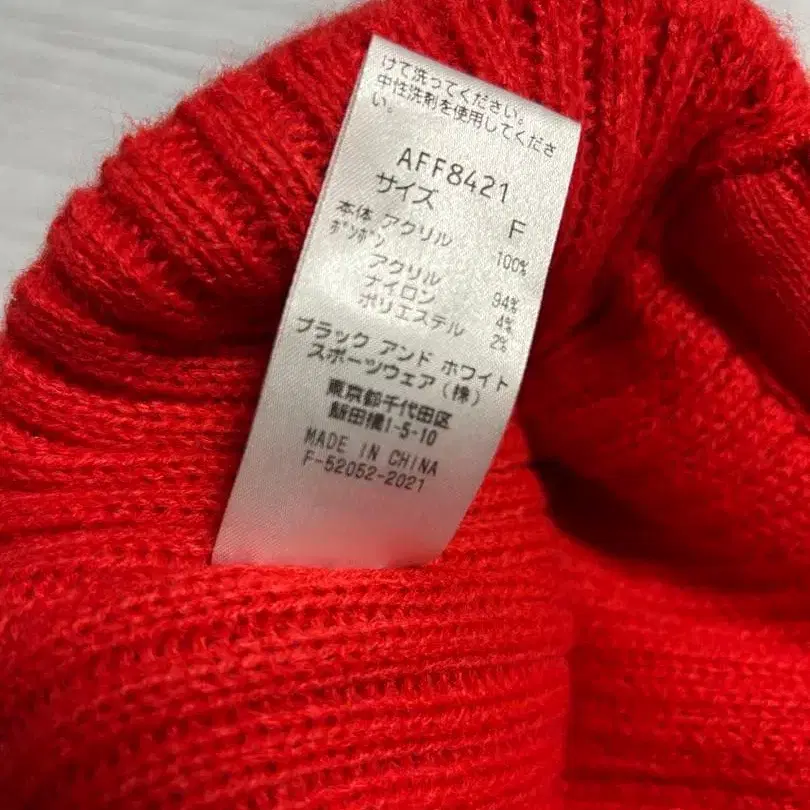 けて洗ってください。
中性洗剤を使用してくださ
い。
AFF8421
サイズ F
本体 アクリル 100%
ﾎﾞﾝﾎﾞﾝ
アクリル 94%
ナイロン 4%
ポリエステル 2%
ブラック アンド ホワイト
スポーツウェア(株)
東京都千代田区
飯田橋1-5-10
MADE IN CHINA
F-52052-2021